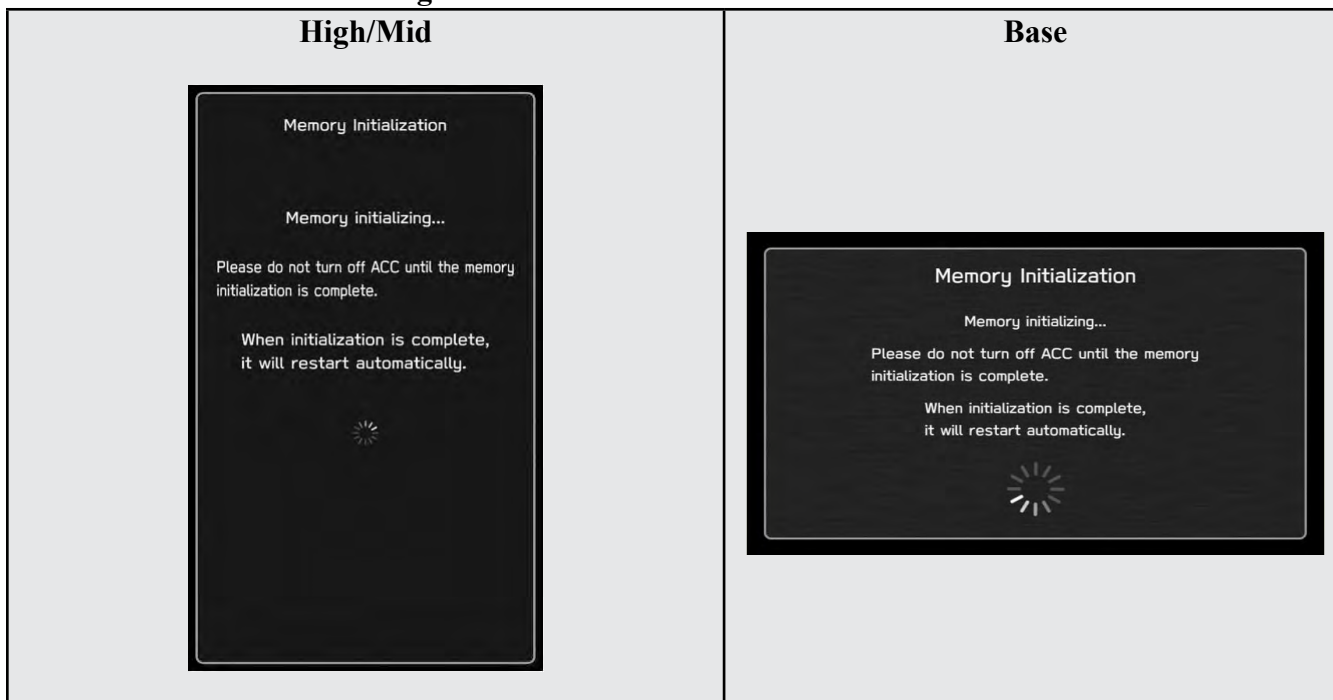 High/Mid
Memory Initialization
Memory initializing...
Please do not turn off ACC until the memory
initialization is complete.
When initialization is complete,
it will restart automatically.
Base
Memory Initialization
Memory initializing...
Please do not turn off ACC until the memory
initialization is complete.
When initialization is complete,
it will restart automatically.